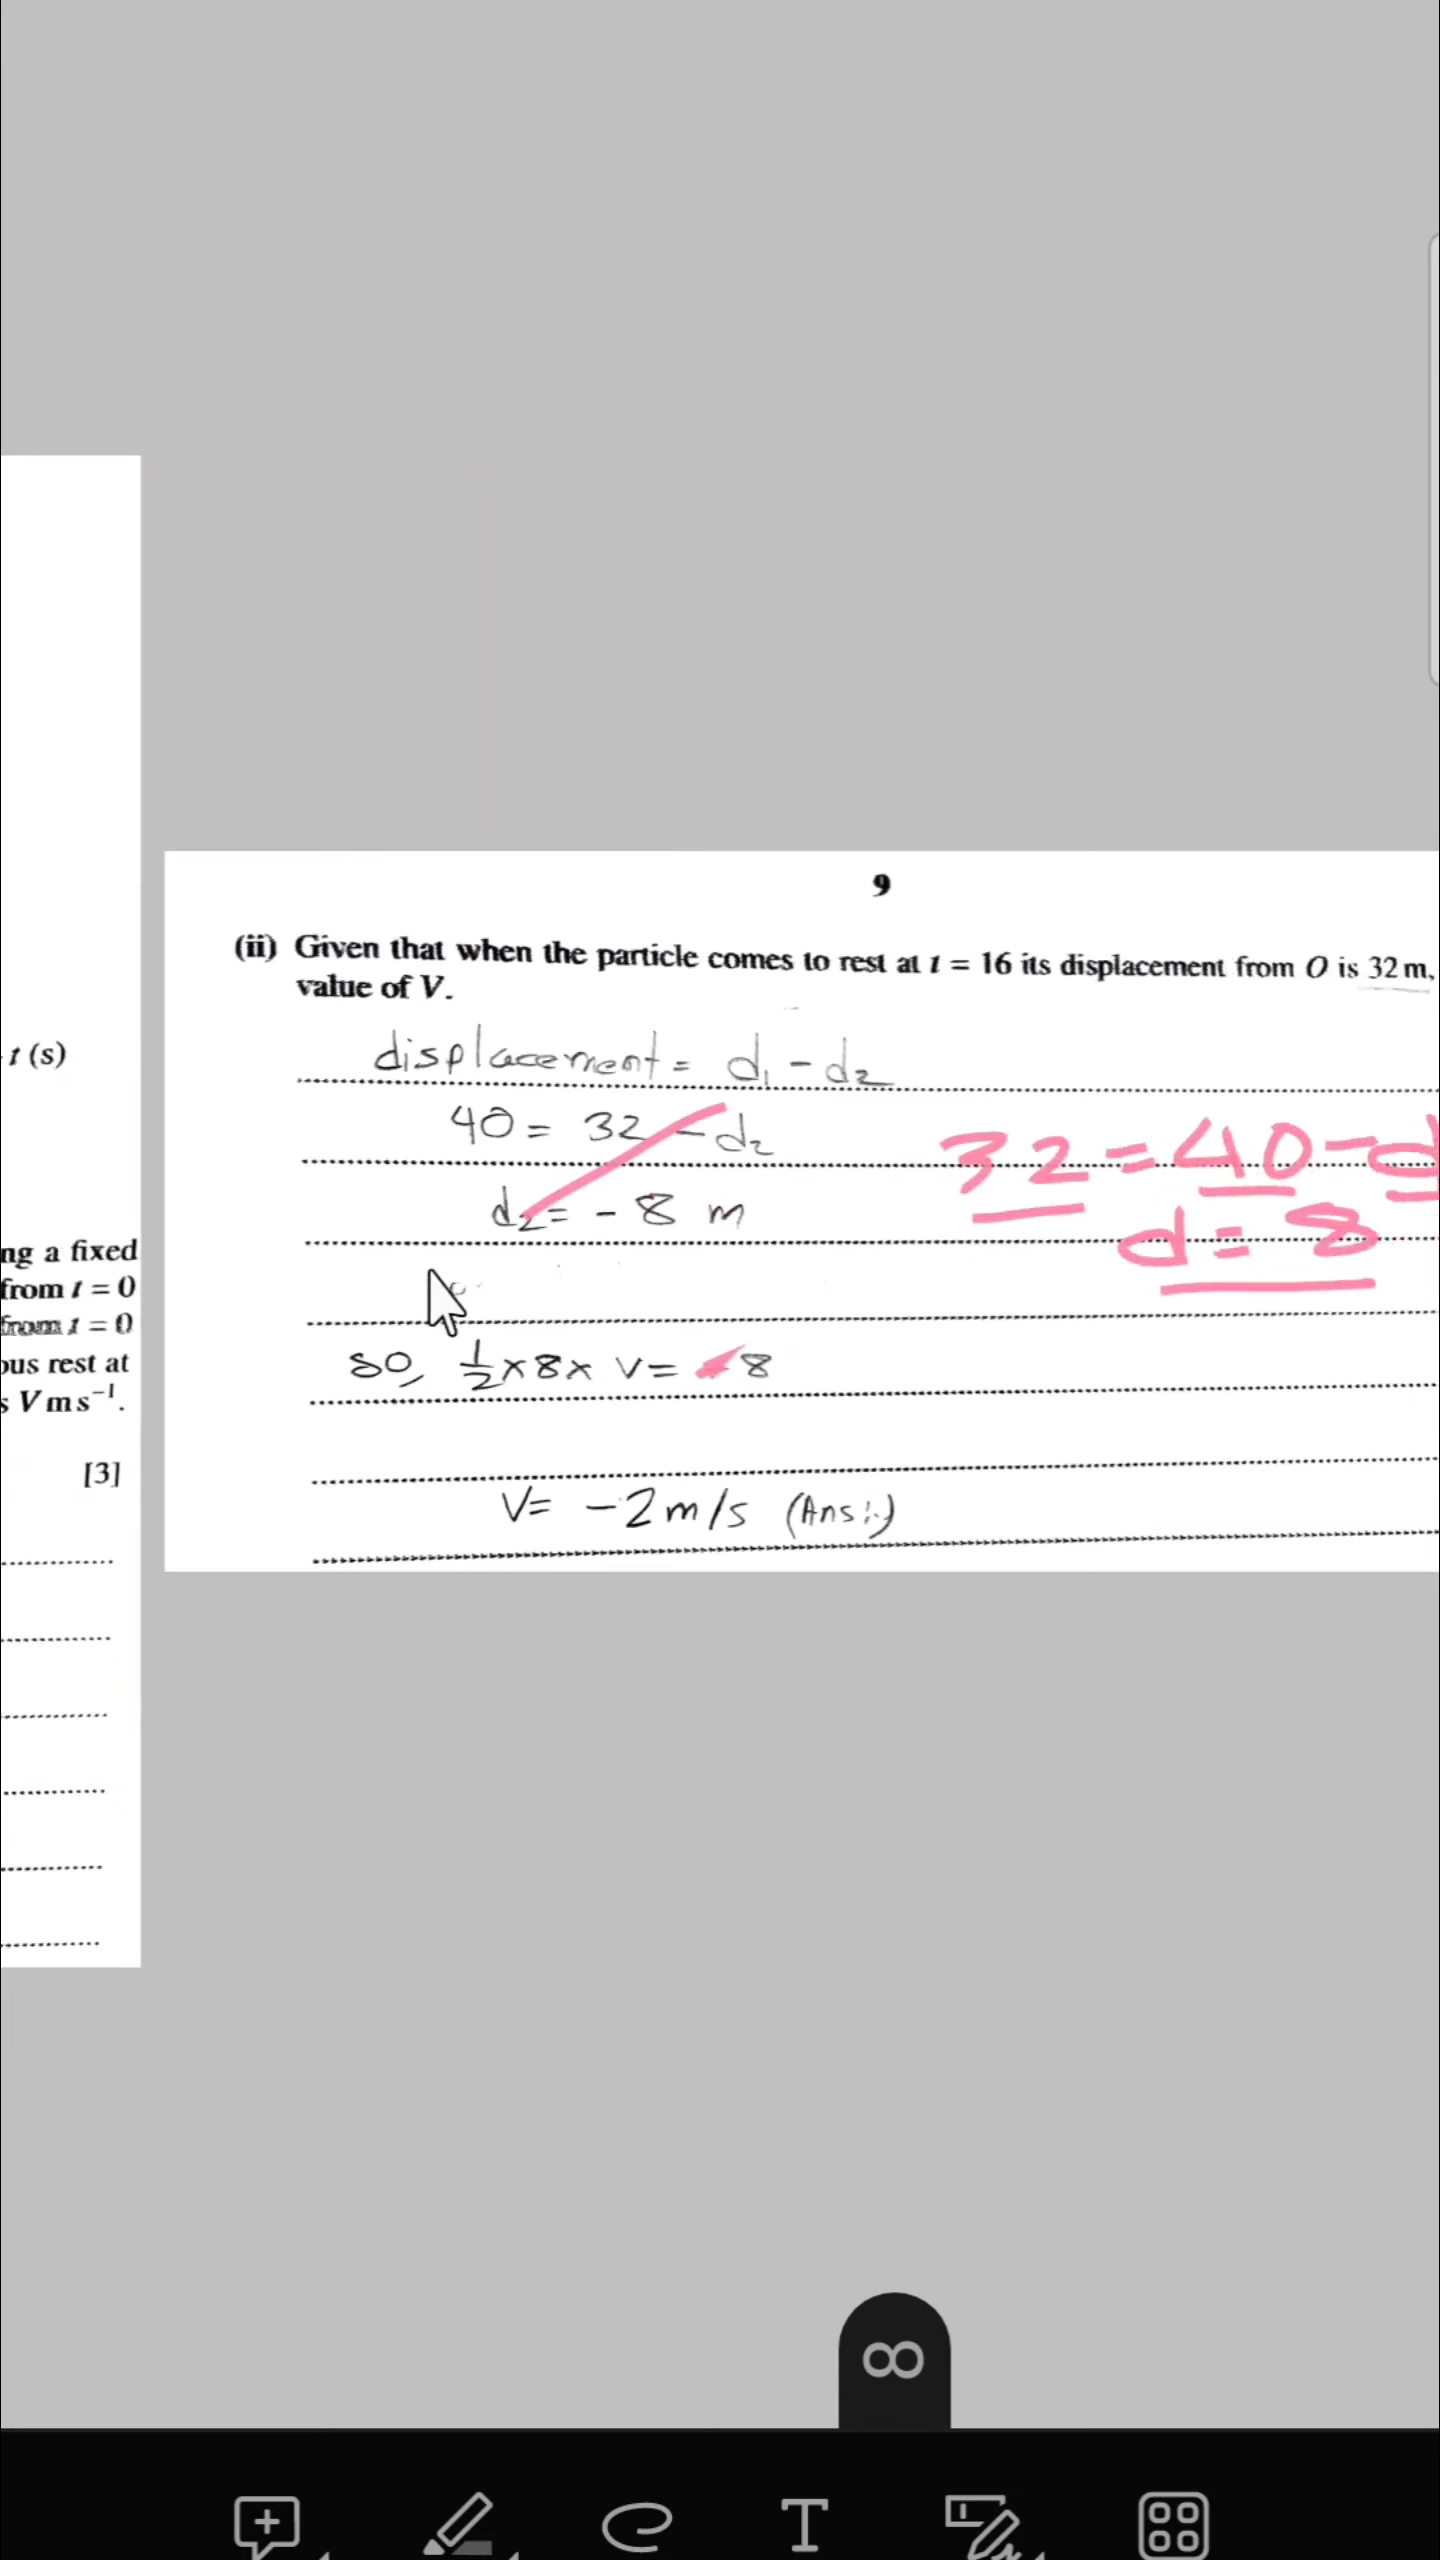 t (s)
ng a fixed
from t = 0
from t = 0
ous rest at
s V m s⁻¹.
[3]
9
(ii) Given that when the particle comes to rest at t = 16 its displacement from O is 32 m,
value of V.
displacement = d₁ - d₂
40 = 32 - d₂
32 = 40 - d
d₂ = - 8 m
d = 8
so, ½ × 8 × v = - 8
v = -2 m/s (Ans:)
8
T